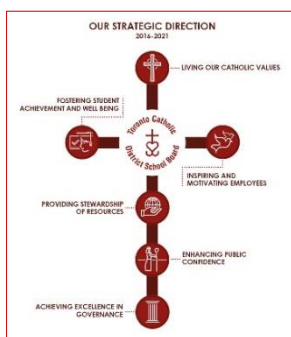 OUR STRATEGIC DIRECTION
2016-2021
LIVING OUR CATHOLIC VALUES
FOSTERING STUDENT
ACHIEVEMENT AND WELL BEING
Toronto Catholic
District School Board
INSPIRING AND
MOTIVATING EMPLOYEES
PROVIDING STEWARDSHIP
OF RESOURCES
ENHANCING PUBLIC
CONFIDENCE
ACHIEVING EXCELLENCE IN
GOVERNANCE